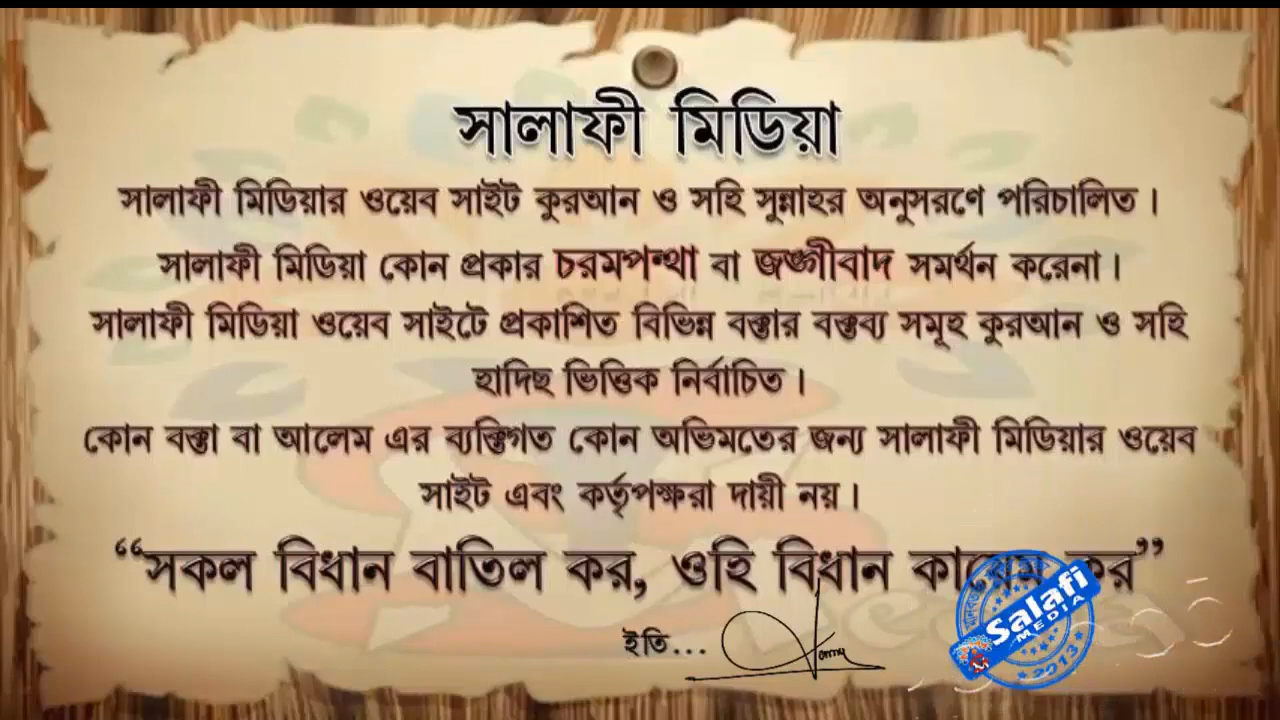 সালাফী মিডিয়া
সালাফী মিডিয়ার ওয়েব সাইট কুরআন ও সহি সুন্নাহর অনুসরণে পরিচালিত।
সালাফী মিডিয়া কোন প্রকার চরমপন্থা বা জঙ্গীবাদ সমর্থন করেনা।
সালাফী মিডিয়া ওয়েব সাইটে প্রকাশিত বিভিন্ন বক্তার বক্তব্য সমূহ কুরআন ও সহি
হাদিছ ভিত্তিক নির্বাচিত।
কোন বক্তা বা আলেম এর ব্যক্তিগত কোন অভিমতের জন্য সালাফী মিডিয়ার ওয়েব
সাইট এবং কর্তৃপক্ষরা দায়ী নয়।
“সকল বিধান বাতিল কর, ওহি বিধান কায়েম কর”
ইতি...
Salafi
MEDIA
2013